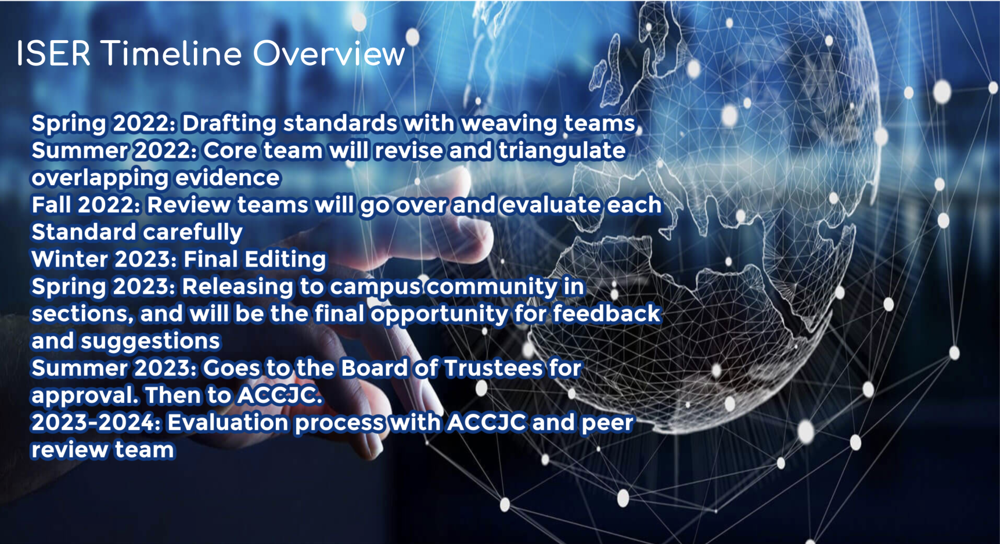 ISER Timeline Overview
Spring 2022: Drafting standards with weaving teams
Summer 2022: Core team will revise and triangulate
overlapping evidence
Fall 2022: Review teams will go over and evaluate each
Standard carefully
Winter 2023: Final Editing
Spring 2023: Releasing to campus community in
sections, and will be the final opportunity for feedback
and suggestions
Summer 2023: Goes to the Board of Trustees for
approval. Then to ACCJC.
2023-2024: Evaluation process with ACCJC and peer
review team